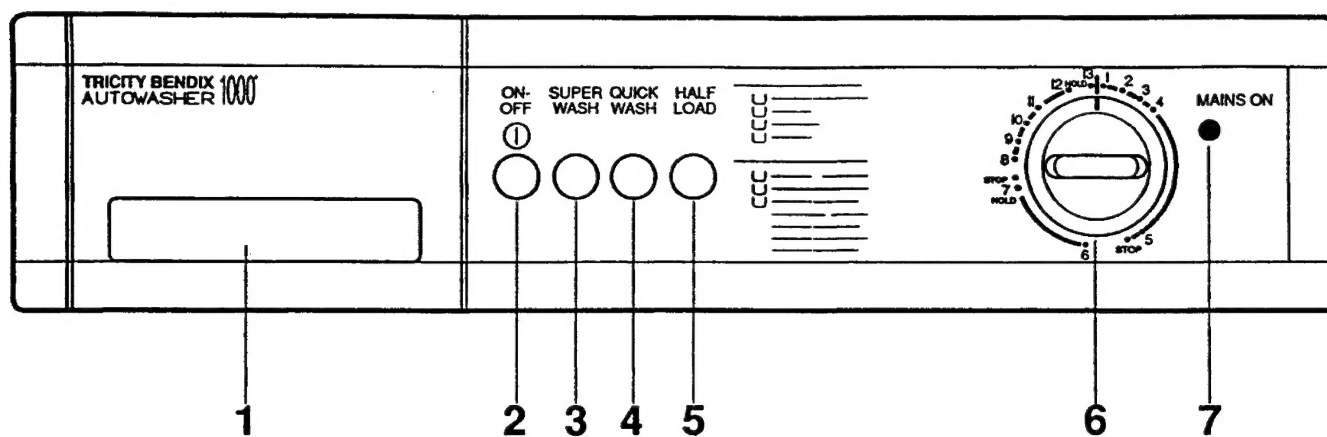 TRICITY BENDIX 1000
AUTOWASHER
ON-OFF
SUPER WASH
QUICK WASH
HALF LOAD
MAINS ON
13
1
2
3
4
5
STOP
6
HOLD
7
STOP
8
9
10
11
12
HOLD
1 2 3 4 5 6 7